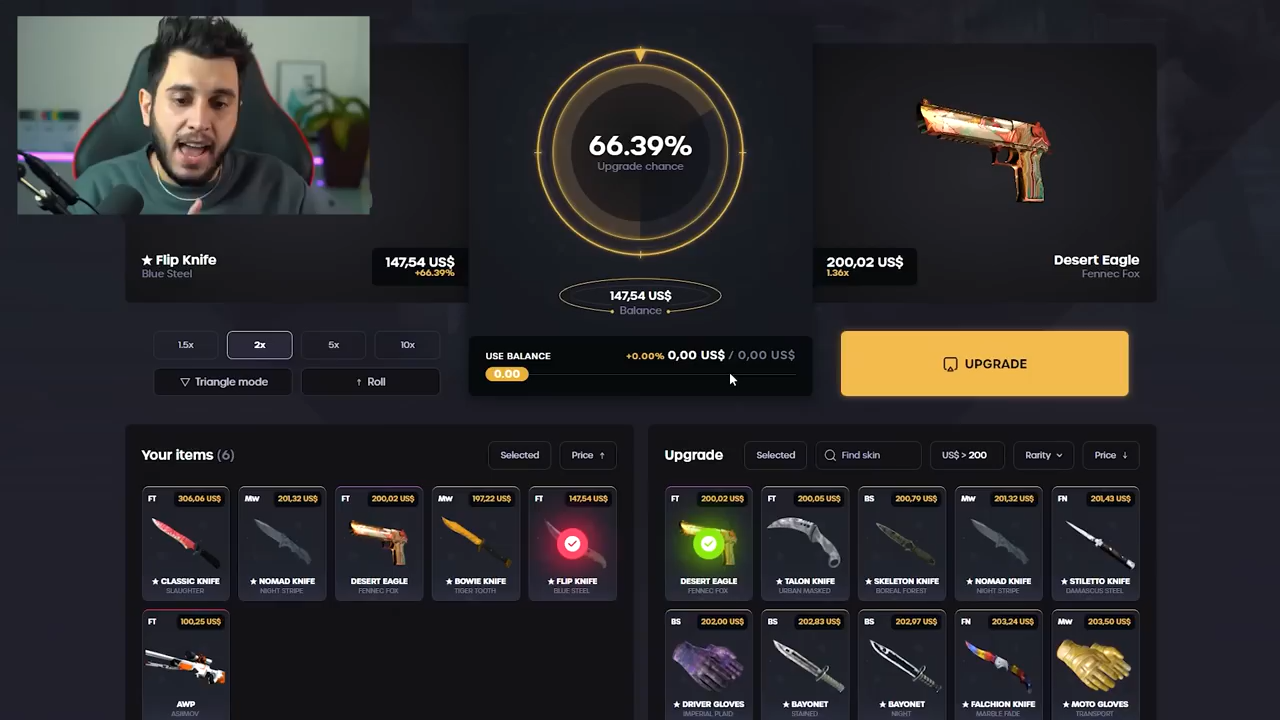 66.39%
Upgrade chance
★ Flip Knife
Blue Steel
147,54 US$
+66.39%
200,02 US$
1.36x
Desert Eagle
Fennec Fox
147,54 US$
Balance
1.5x
2x
5x
10x
Triangle mode
↑ Roll
USE BALANCE
+0.00% 0,00 US$ / 0,00 US$
0.00
UPGRADE
Your items (6)
Selected
Price ↑
FT 306,06 US$
★ CLASSIC KNIFE
SLAUGHTER
MW 201,32 US$
★ NOMAD KNIFE
NIGHT STRIPE
FT 200,02 US$
DESERT EAGLE
FENNEC FOX
MW 197,22 US$
★ BOWIE KNIFE
TIGER TOOTH
FT 147,54 US$
★ FLIP KNIFE
BLUE STEEL
FT 100,25 US$
AWP
ASIIMOV
Upgrade
Selected
Find skin
US$ > 200
Rarity
Price ↓
FT 200,02 US$
DESERT EAGLE
FENNEC FOX
FT 200,05 US$
★ TALON KNIFE
URBAN MASKED
BS 200,79 US$
★ SKELETON KNIFE
BOREAL FOREST
MW 201,32 US$
★ NOMAD KNIFE
NIGHT STRIPE
FN 201,43 US$
★ STILETTO KNIFE
DAMASCUS STEEL
BS 202,00 US$
★ DRIVER GLOVES
IMPERIAL PLAID
BS 202,83 US$
★ BAYONET
STAINED
BS 202,97 US$
★ BAYONET
NIGHT
FN 203,24 US$
★ FALCHION KNIFE
MARBLE FADE
MW 203,50 US$
★ MOTO GLOVES
TRANSPORT